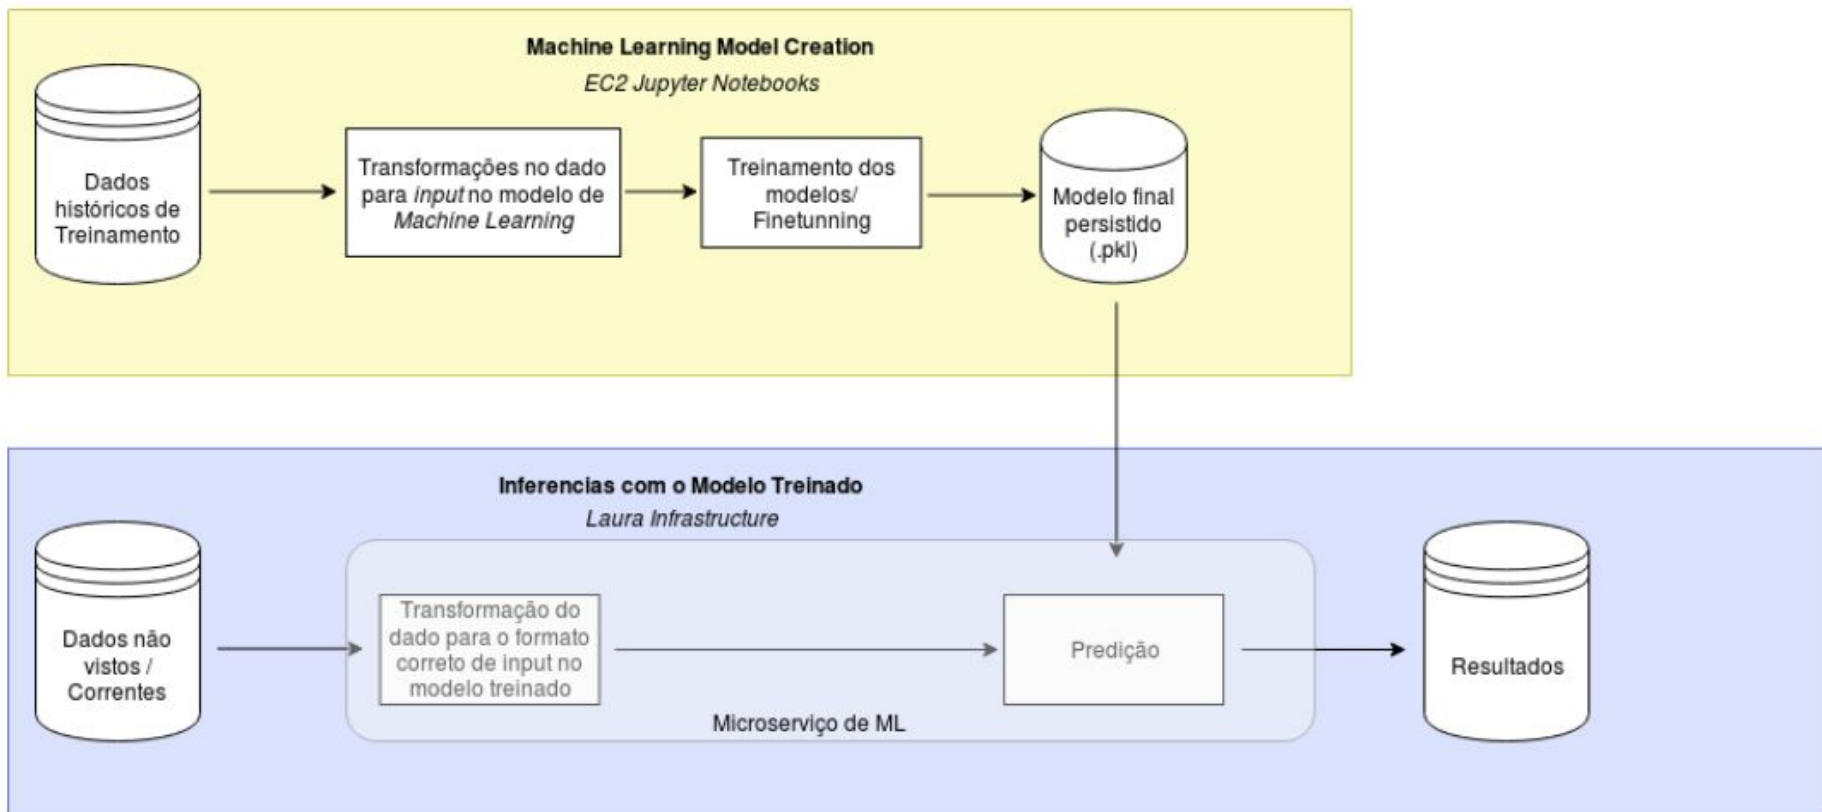 Machine Learning Model Creation
EC2 Jupyter Notebooks
Dados
históricos de
Treinamento
Transformações no dado
para input no modelo de
Machine Learning
Treinamento dos
modelos/
Finetunning
Modelo final
persistido
(.pkl)
Inferencias com o Modelo Treinado
Laura Infrastructure
Dados não
vistos /
Correntes
Transformação do
dado para o formato
correto de input no
modelo treinado
Predição
Microserviço de ML
Resultados